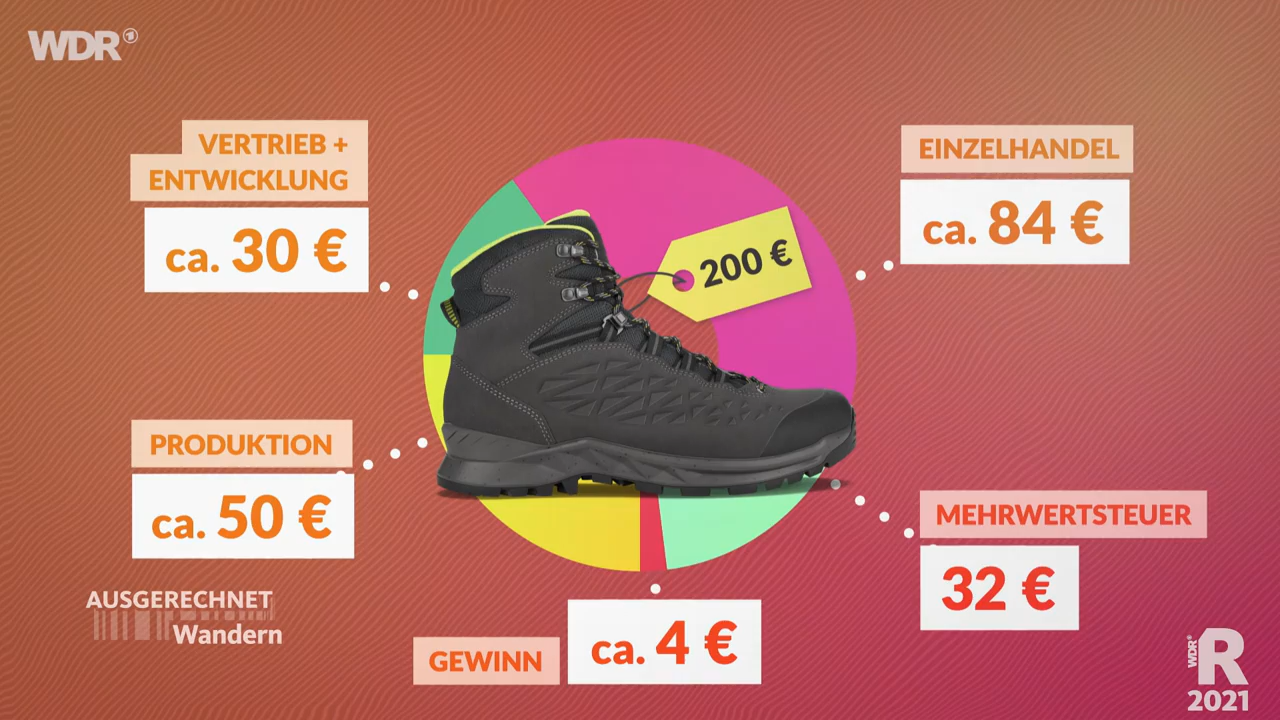 WDR
VERTRIEB +
ENTWICKLUNG
ca. 30 €
EINZELHANDEL
ca. 84 €
200 €
PRODUKTION
ca. 50 €
MEHRWERTSTEUER
32 €
GEWINN
ca. 4 €
AUSGERECHNET
Wandern
WDR R
2021